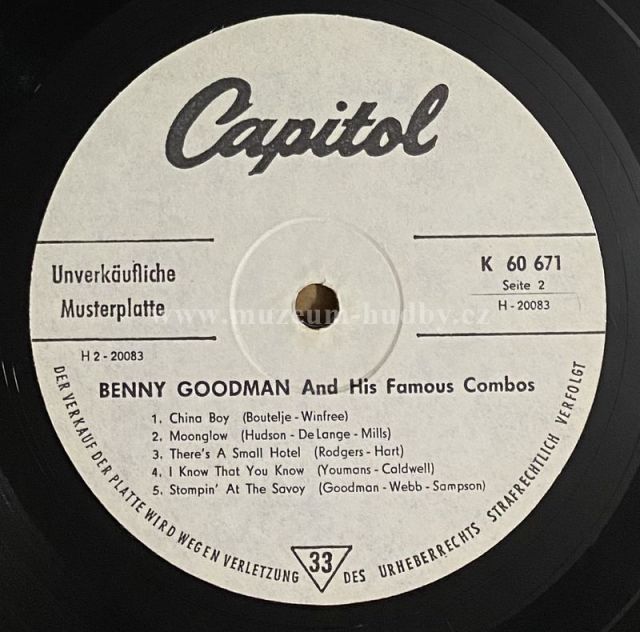 Capitol
Unverkäufliche
Musterplatte
K 60 671
Seite 2
H - 20083
www.muzeum-hudby.cz
H 2 - 20083
BENNY GOODMAN And His Famous Combos
1. China Boy (Boutelje - Winfree)
2. Moonglow (Hudson - De Lange - Mills)
3. There's A Small Hotel (Rodgers - Hart)
4. I Know That You Know (Youmans - Caldwell)
5. Stompin' At The Savoy (Goodman - Webb - Sampson)
DER VERKAUF DER PLATTE WIRD WEGEN VERLETZUNG DES URHEBERRECHTS STRAFRECHTLICH VERFOLGT
33